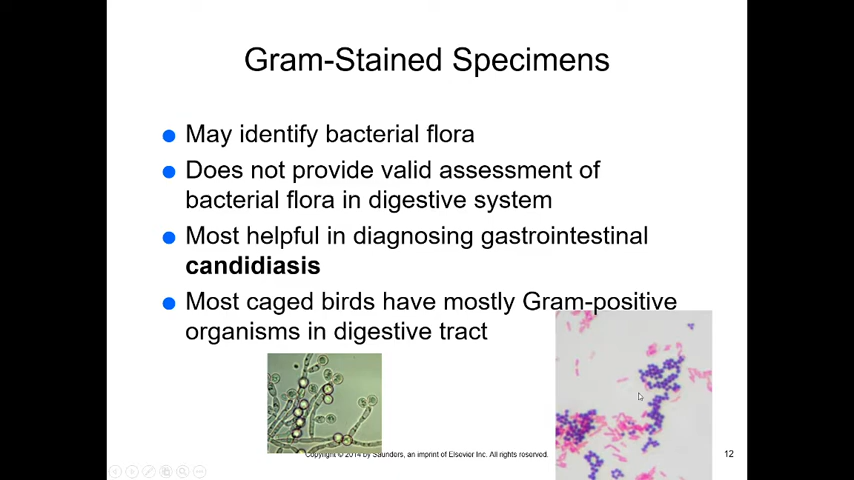 Gram-Stained Specimens
May identify bacterial flora
Does not provide valid assessment of
bacterial flora in digestive system
Most helpful in diagnosing gastrointestinal
candidiasis
Most caged birds have mostly Gram-positive
organisms in digestive tract
Copyright © 2014 by Saunders, an imprint of Elsevier Inc. All rights reserved.
12